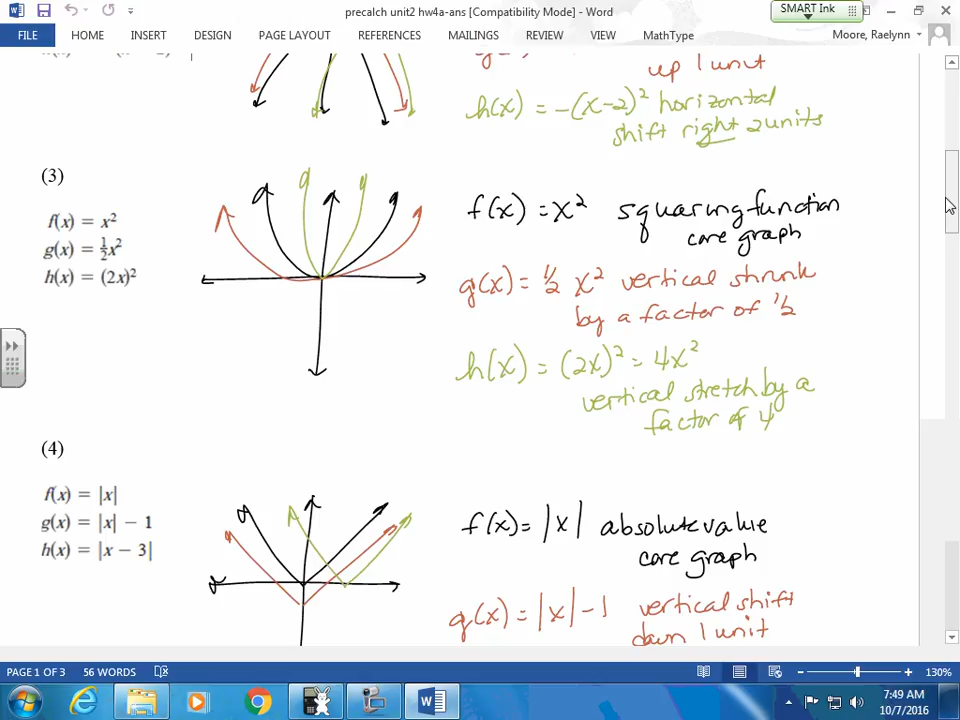 precalch unit2 hw4a-ans [Compatibility Mode] - Word
SMART Ink
FILE HOME INSERT DESIGN PAGE LAYOUT REFERENCES MAILINGS REVIEW VIEW MathType Moore, Raelynn
up 1 unit
h(x) = -(x-2)² horizontal
shift right 2 units
(3)
f(x) = x²
g(x) = ½x²
h(x) = (2x)²
f(x) = x² squaring function
core graph
g(x) = ½ x² vertical shrunk
by a factor of ½
h(x) = (2x)² = 4x²
vertical stretch by a
factor of 4
(4)
f(x) = |x|
g(x) = |x| − 1
h(x) = |x − 3|
f(x) = |x| absolute value
core graph
g(x) = |x| - 1 vertical shift
down 1 unit
PAGE 1 OF 3 56 WORDS 130%
7:49 AM
10/7/2016